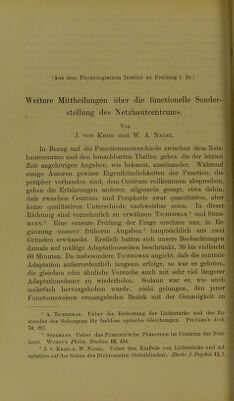 (Aus dem Physiologischen Institut zu Freiburg i. Br.)
Weitere Mittheilungen über die functionelle Sonder-
stellung des Netzhautcentrums.
Von
J. von Kries und W. A. Nagel.
In Bezug auf die Functionsunterschiede zwischen dem Netz-
hautcentrum und den benachbarten Theilen gehen die der letzten
Zeit angehörigen Angaben, wie bekannt, auseinander. Während
einige Autoren gewisse Eigenthümlichkeiten der Function, die
peripher vorhanden sind, dem Centrum vollkommen absprechen,
gehen die Erfahrungen anderer, allgemein gesagt, etwa dahin,
daß zwischen Centrum und Peripherie quantitative, aber zwar
keine qualitativen Unterschiede nachweisbar seien. In dieser
Richtung sind vornehmlich zu erwähnen Tschermak ¹ und Sher-
man.² Eine erneute Prüfung der Frage erschien uns, in Er-
gänzung unserer früheren Angaben ³ hauptsächlich aus zwei
Gründen erwünscht. Erstlich hatten sich unsere Beobachtungen
damals auf mäßige Adaptationszeiten beschränkt, 30 bis vielleicht
60 Minuten. Da insbesondere Tschermak angiebt, daß die centrale
Adaptation außerordentlich langsam erfolge, so war es geboten,
die gleichen oder ähnliche Versuche auch mit sehr viel längerer
Adaptationsdauer zu wiederholen. Sodann war es, wie auch
mehrfach hervorgehoben wurde, nicht gelungen, den jener
Functionsweisen ermangelnden Bezirk mit der Genauigkeit zu
¹ A. Tschermak. Ueber die Bedeutung der Lichtstärke und des Zu-
standes des Sehorgans für farblose optische Gleichungen. Pflüger's Arch.
70, 297.
² Sherman. Ueber das Purkinje'sche Phänomen im Centrum der Netz-
haut. Wundt's Philos. Studien 13, 434.
³ J. v. Kries u. W. Nagel. Ueber den Einfluß von Lichtstärke und Ad
aptation auf das Sehen des Dichromaten (Grünblinden). Ztschr. f. Psychol. 12, 1.